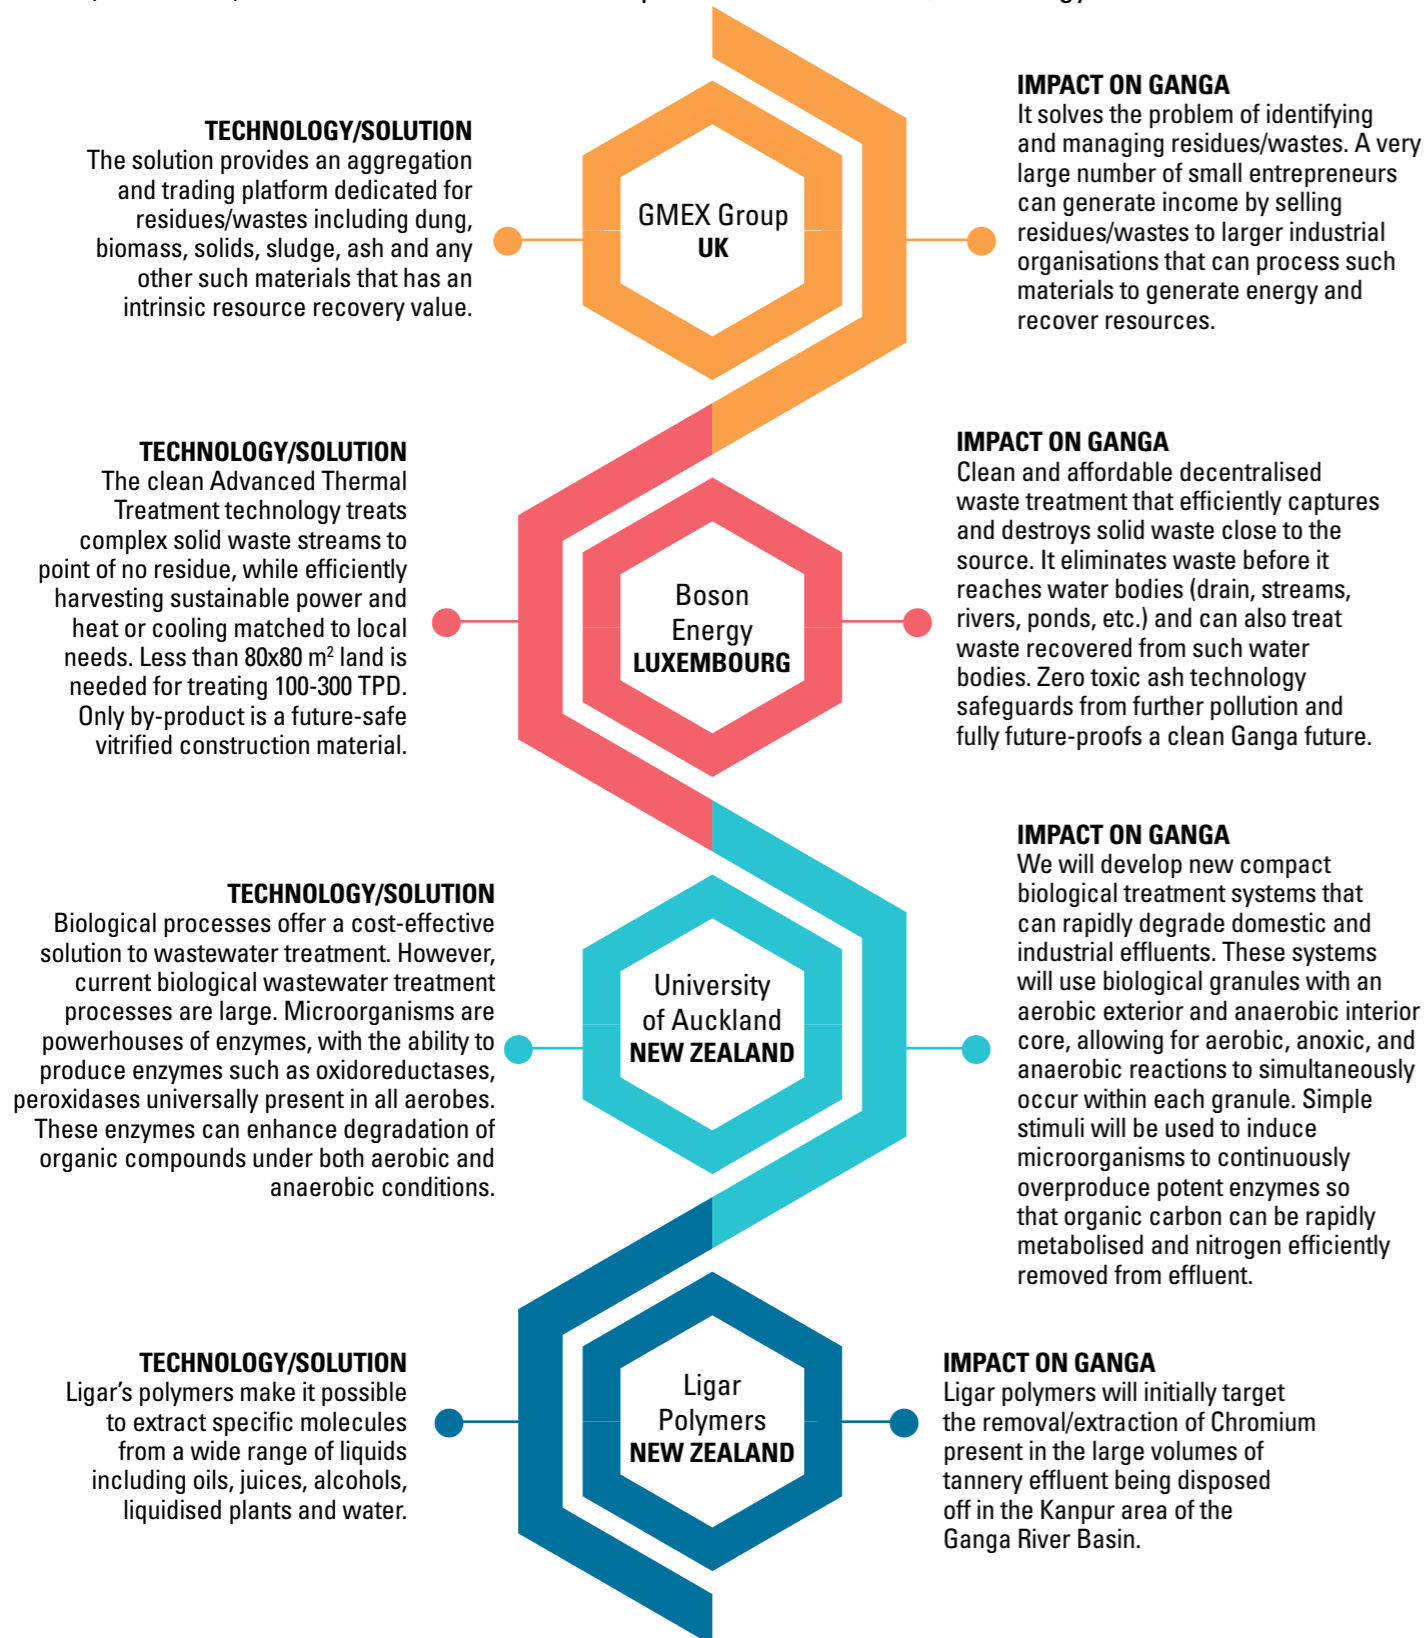 TECHNOLOGY/SOLUTION
The solution provides an aggregation
and trading platform dedicated for
residues/wastes including dung,
biomass, solids, sludge, ash and any
other such materials that has an
intrinsic resource recovery value.
GMEX Group
UK
IMPACT ON GANGA
It solves the problem of identifying
and managing residues/wastes. A very
large number of small entrepreneurs
can generate income by selling
residues/wastes to larger industrial
organisations that can process such
materials to generate energy and
recover resources.
TECHNOLOGY/SOLUTION
The clean Advanced Thermal
Treatment technology treats
complex solid waste streams to
point of no residue, while efficiently
harvesting sustainable power and
heat or cooling matched to local
needs. Less than 80x80 m² land is
needed for treating 100-300 TPD.
Only by-product is a future-safe
vitrified construction material.
Boson
Energy
LUXEMBOURG
IMPACT ON GANGA
Clean and affordable decentralised
waste treatment that efficiently captures
and destroys solid waste close to the
source. It eliminates waste before it
reaches water bodies (drain, streams,
rivers, ponds, etc.) and can also treat
waste recovered from such water
bodies. Zero toxic ash technology
safeguards from further pollution and
fully future-proofs a clean Ganga future.
TECHNOLOGY/SOLUTION
Biological processes offer a cost-effective
solution to wastewater treatment. However,
current biological wastewater treatment
processes are large. Microorganisms are
powerhouses of enzymes, with the ability to
produce enzymes such as oxidoreductases,
peroxidases universally present in all aerobes.
These enzymes can enhance degradation of
organic compounds under both aerobic and
anaerobic conditions.
University
of Auckland
NEW ZEALAND
IMPACT ON GANGA
We will develop new compact
biological treatment systems that
can rapidly degrade domestic and
industrial effluents. These systems
will use biological granules with an
aerobic exterior and anaerobic interior
core, allowing for aerobic, anoxic, and
anaerobic reactions to simultaneously
occur within each granule. Simple
stimuli will be used to induce
microorganisms to continuously
overproduce potent enzymes so
that organic carbon can be rapidly
metabolised and nitrogen efficiently
removed from effluent.
TECHNOLOGY/SOLUTION
Ligar's polymers make it possible
to extract specific molecules
from a wide range of liquids
including oils, juices, alcohols,
liquidised plants and water.
Ligar
Polymers
NEW ZEALAND
IMPACT ON GANGA
Ligar polymers will initially target
the removal/extraction of Chromium
present in the large volumes of
tannery effluent being disposed
off in the Kanpur area of the
Ganga River Basin.